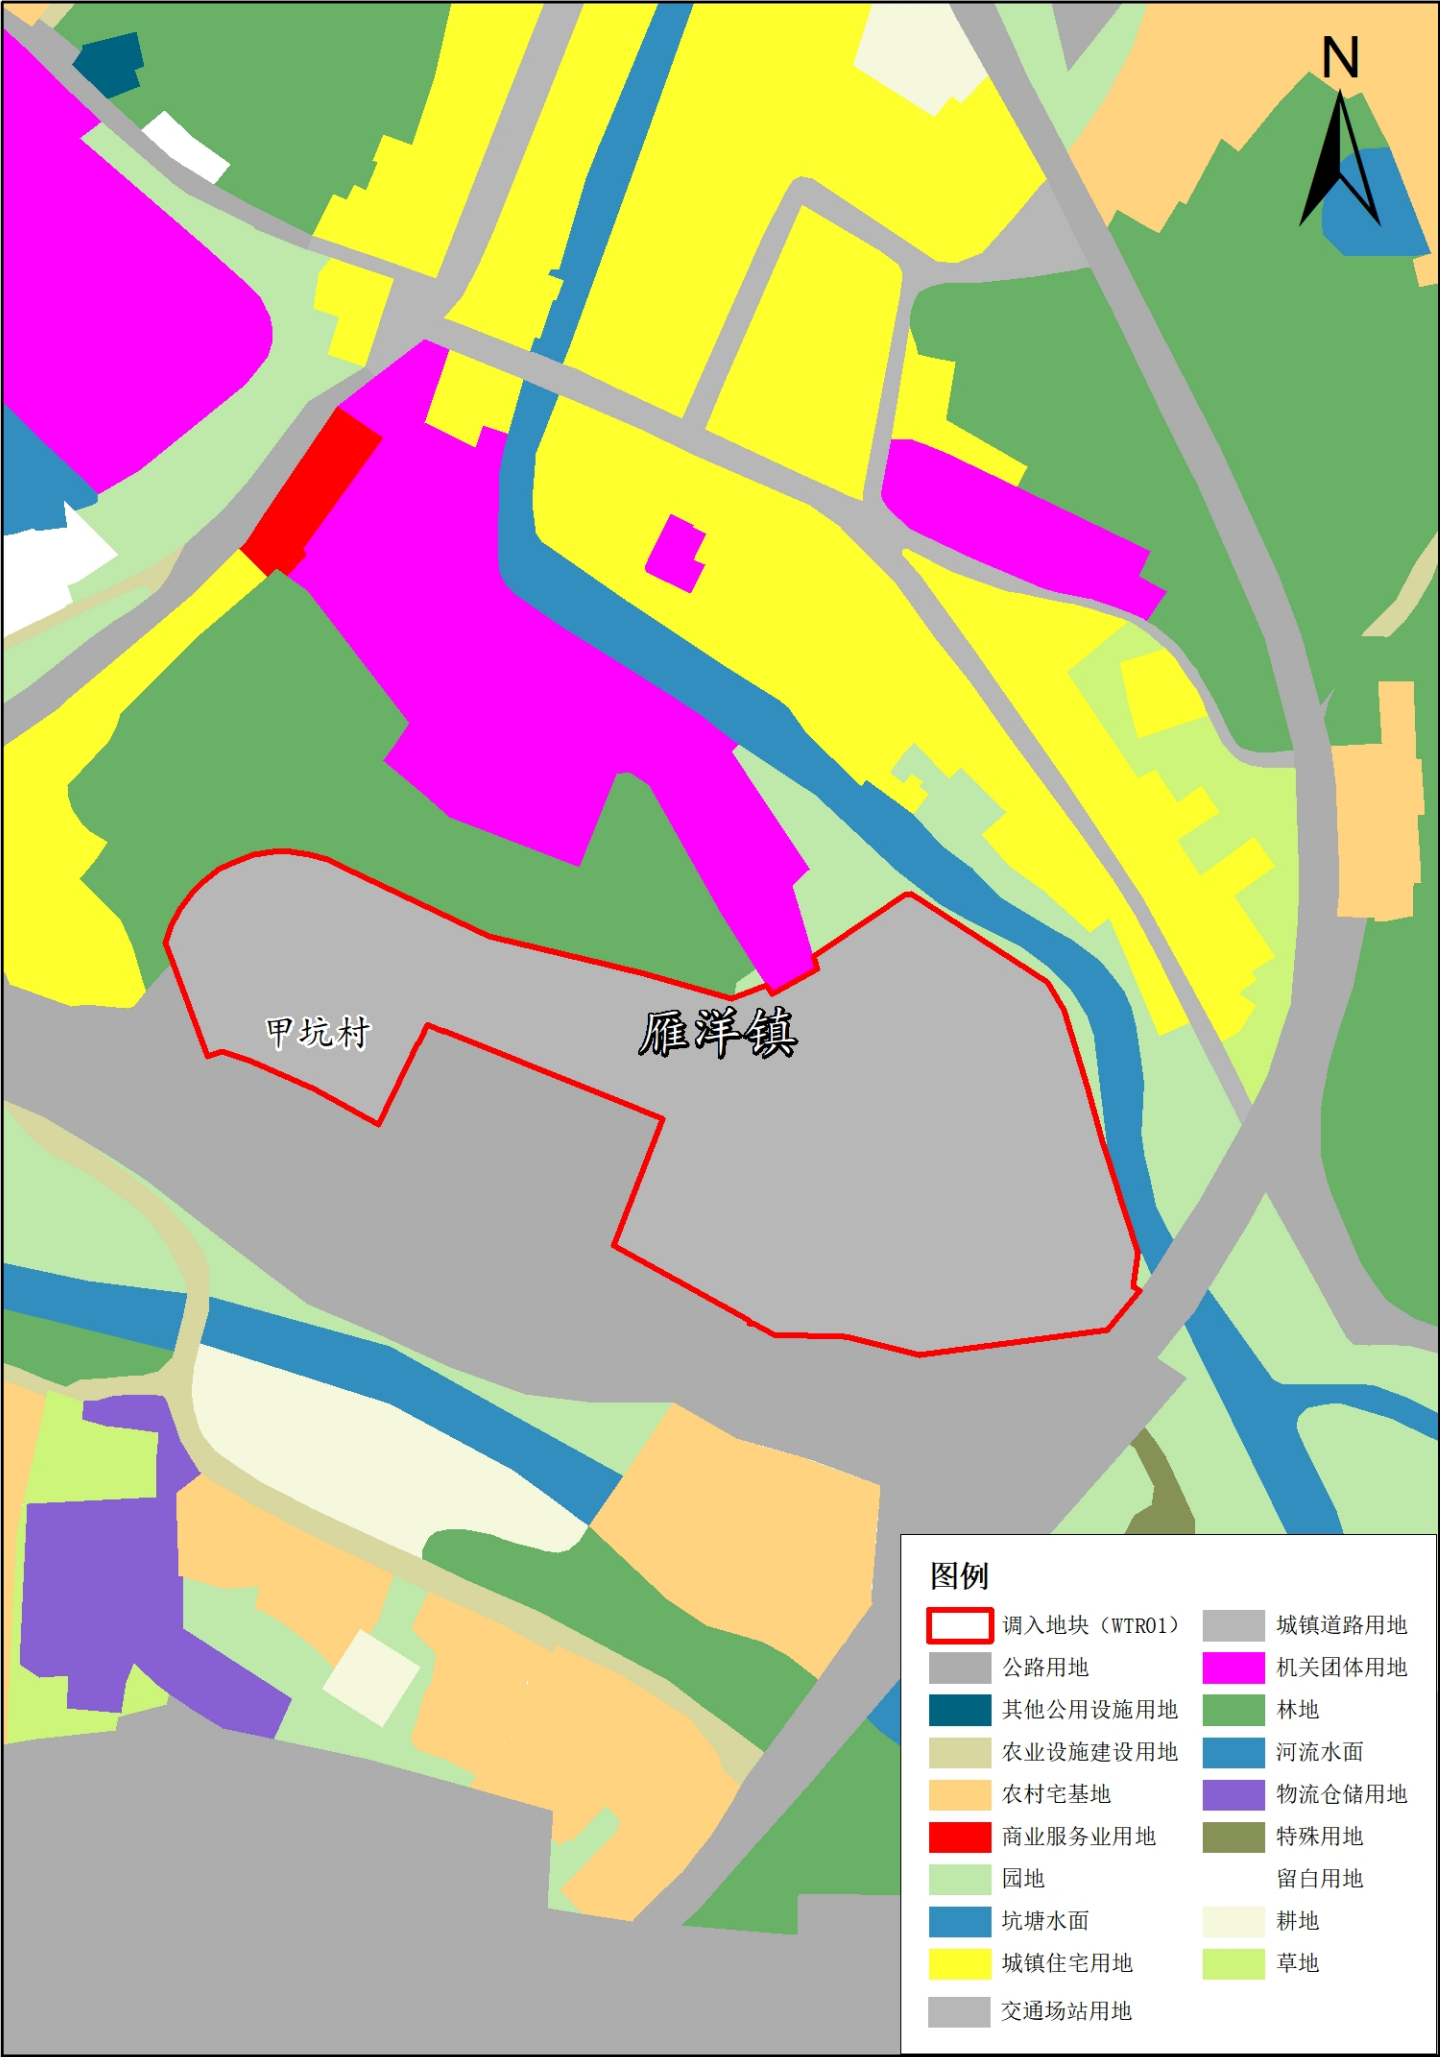 N
甲坑村
雁洋镇
图例
调入地块（WTR01）
城镇道路用地
公路用地
机关团体用地
其他公用设施用地
林地
农业设施建设用地
河流水面
农村宅基地
物流仓储用地
商业服务业用地
特殊用地
园地
留白用地
坑塘水面
耕地
城镇住宅用地
草地
交通场站用地